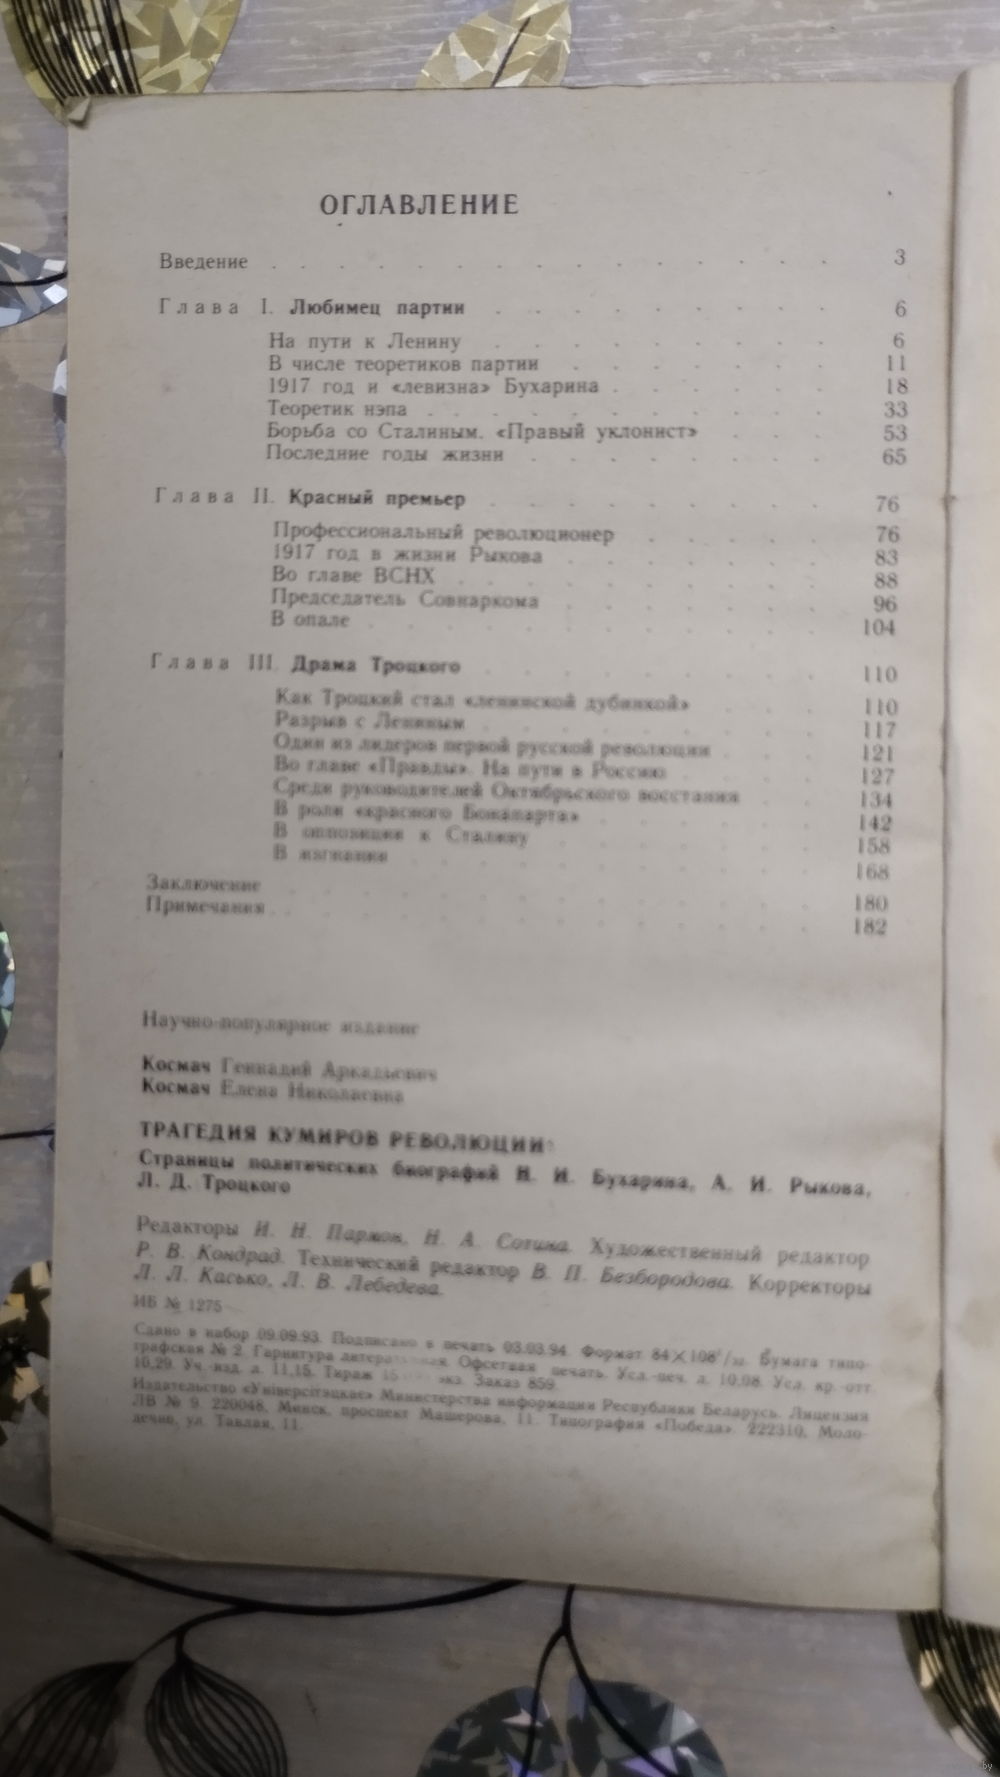 ОГЛАВЛЕНИЕ
Введение . . . . . . . . . . . . . . . 3
Глава I. Любимец партии . . . . . . . . . 6
На пути к Ленину . . . . . . . . . 6
В числе теоретиков партии . . . . . . . 11
1917 год и «левизна» Бухарина . . . . . . 18
Теоретик нэпа . . . . . . . . . . . 33
Борьба со Сталиным. «Правый уклонист» . . . 53
Последние годы жизни . . . . . . . . 65
Глава II. Красный премьер . . . . . . . . . 76
Профессиональный революционер . . . . . 76
1917 год в жизни Рыкова . . . . . . . 83
Во главе ВСНХ . . . . . . . . . . 88
Председатель Совнаркома . . . . . . . 96
В опале . . . . . . . . . . . . 104
Глава III. Драма Троцкого . . . . . . . . . 110
Как Троцкий стал «ленинской дубинкой» . . . 110
Разрыв с Лениным . . . . . . . . . 117
Один из лидеров первой русской революции . . . 121
Во главе «Правды». На пути в Россию . . . . 127
Среди руководителей Октябрьского восстания . . 134
В роли «красного Бонапарта» . . . . . . 142
В оппозиции к Сталину . . . . . . . 158
В изгнании . . . . . . . . . . . 168
Заключение . . . . . . . . . . . . . . 180
Примечания . . . . . . . . . . . . . . 182
Научно-популярное издание
Космач Геннадий Аркадьевич
Космач Елена Николаевна
ТРАГЕДИЯ КУМИРОВ РЕВОЛЮЦИИ:
Страницы политических биографий Н. И. Бухарина, А. И. Рыкова,
Л. Д. Троцкого
Редакторы И. Н. Пармон, Н. А. Сотина. Художественный редактор
Р. В. Кондрад. Технический редактор В. П. Безбородова. Корректоры
Л. Л. Касько, Л. В. Лебедева.
ИБ № 1275
Сдано в набор 09.09.93. Подписано в печать 03.03.94. Формат 84×108¹/₃₂. Бумага типо-
графская № 2. Гарнитура литературная. Офсетная печать. Усл.-печ. л. 10,08. Усл. кр.-отт.
10,29. Уч.-изд. л. 11,15. Тираж экз. Заказ 859.
Издательство «Універсітэцкае» Министерства информации Республики Беларусь. Лицензия
ЛВ № 9. 220048, Минск, проспект Машерова, 11. Типография «Победа». 222310, Моло-
дечно, ул. Тавлая, 11.